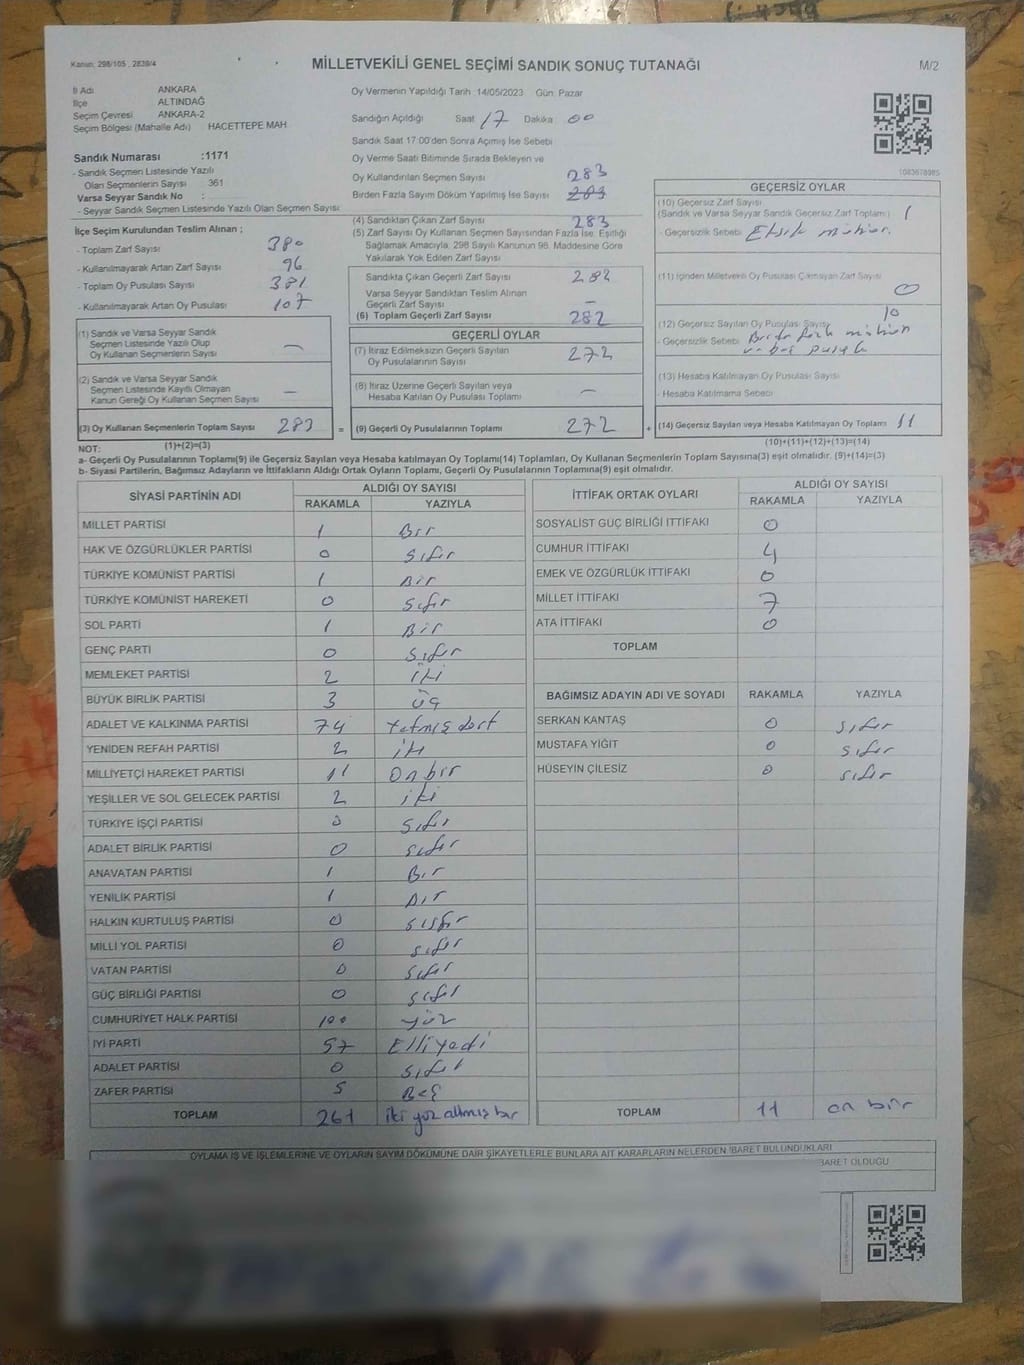 Kanun: 298/105 , 2839/4
MİLLETVEKİLİ GENEL SEÇİMİ SANDIK SONUÇ TUTANAĞI
M/2
İl Adı ANKARA
İlçe ALTINDAĞ
Seçim Çevresi ANKARA-2
Seçim Bölgesi (Mahalle Adı) HACETTEPE MAH
Sandık Numarası :1171
- Sandık Seçmen Listesinde Yazılı
Olan Seçmenlerin Sayısı 361
Varsa Seyyar Sandık No :
- Seyyar Sandık Seçmen Listesinde Yazılı Olan Seçmen Sayısı:
İlçe Seçim Kurulundan Teslim Alınan ;
- Toplam Zarf Sayısı 380
- Kullanılmayarak Artan Zarf Sayısı 96
- Toplam Oy Pusulası Sayısı 381
- Kullanılmayarak Artan Oy Pusulası 107
Oy Vermenin Yapıldığı Tarih :14/05/2023 Gün: Pazar
Sandığın Açıldığı Saat 17 Dakika 00
Sandık Saat 17:00'den Sonra Açımış İse Sebebi
Oy Verme Saati Bitiminde Sırada Bekleyen ve
Oy Kullandırılan Seçmen Sayısı 283
Birden Fazla Sayım Döküm Yapılmış İse Sayısı 283
(4) Sandıktan Çıkan Zarf Sayısı 283
(5) Zarf Sayısı Oy Kullanan Seçmen Sayısından Fazla İse, Eşitliği
Sağlamak Amacıyla, 298 Sayılı Kanunun 98. Maddesine Göre
Yakılarak Yok Edilen Zarf Sayısı
Sandıkta Çıkan Geçerli Zarf Sayısı 282
Varsa Seyyar Sandıktan Teslim Alınan
Geçerli Zarf Sayısı –
(6) Toplam Geçerli Zarf Sayısı 282
1083678985
GEÇERSİZ OYLAR
(10) Geçersiz Zarf Sayısı
(Sandık ve Varsa Seyyar Sandık Geçersiz Zarf Toplamı) 1
- Geçersizlik Sebebi Eksik mühür.
(11) İçinden Milletvekili Oy Pusulası Çıkmayan Zarf Sayısı
0
(12) Geçersiz Sayılan Oy Pusulası Sayısı 10
- Geçersizlik Sebebi Birden fazla mühür
ve boş pusula
(13) Hesaba Katılmayan Oy Pusulası Sayısı
- Hesaba Katılmama Sebebi
(14) Geçersiz Sayılan veya Hesaba Katılmayan Oy Toplamı 11
(10)+(11)+(12)+(13)=(14)
(1) Sandık ve Varsa Seyyar Sandık
Seçmen Listesinde Yazılı Olup
Oy Kullanan Seçmenlerin Sayısı –
(2) Sandık ve Varsa Seyyar Sandık
Seçmen Listesinde Kayıtlı Olmayan
Kanun Gereği Oy Kullanan Seçmen Sayısı –
(3) Oy Kullanan Seçmenlerin Toplam Sayısı 283 =
(1)+(2)=(3)
GEÇERLİ OYLAR
(7) İtiraz Edilmeksizin Geçerli Sayılan
Oy Pusulalarının Sayısı 272
(8) İtiraz Üzerine Geçerli Sayılan veya
Hesaba Katılan Oy Pusulası Toplamı –
(9) Geçerli Oy Pusulalarının Toplamı 272 +
NOT:
a- Geçerli Oy Pusulalarının Toplamı(9) ile Geçersiz Sayılan veya Hesaba katılmayan Oy Toplamı(14) Toplamları, Oy Kullanan Seçmenlerin Toplam Sayısına(3) eşit olmalıdır. (9)+(14)=(3)
b- Siyasi Partilerin, Bağımsız Adayların ve İttifakların Aldığı Ortak Oyların Toplamı, Geçerli Oy Pusulalarının Toplamına(9) eşit olmalıdır.
SİYASİ PARTİNİN ADI ALDIĞI OY SAYISI
RAKAMLA YAZIYLA
MİLLET PARTİSİ 1 Bir
HAK VE ÖZGÜRLÜKLER PARTİSİ 0 Sıfır
TÜRKİYE KOMÜNİST PARTİSİ 1 Bir
TÜRKİYE KOMÜNİST HAREKETİ 0 Sıfır
SOL PARTİ 1 Bir
GENÇ PARTİ 0 Sıfır
MEMLEKET PARTİSİ 2 İki
BÜYÜK BİRLİK PARTİSİ 3 Üç
ADALET VE KALKINMA PARTİSİ 74 Yetmiş dört
YENİDEN REFAH PARTİSİ 2 iki
MİLLİYETÇİ HAREKET PARTİSİ 11 Onbir
YEŞİLLER VE SOL GELECEK PARTİSİ 2 iki
TÜRKİYE İŞÇİ PARTİSİ 0 Sıfır
ADALET BİRLİK PARTİSİ 0 Sıfır
ANAVATAN PARTİSİ 1 Bir
YENİLİK PARTİSİ 1 Bir
HALKIN KURTULUŞ PARTİSİ 0 sısfır
MİLLİ YOL PARTİSİ 0 sıfır
VATAN PARTİSİ 0 sıfır
GÜÇ BİRLİĞİ PARTİSİ 0 sıfır
CUMHURİYET HALK PARTİSİ 100 yüz
İYİ PARTİ 57 Elliyedi
ADALET PARTİSİ 0 sıfır
ZAFER PARTİSİ 5 Beş
TOPLAM 261 iki yüz altmış bir
İTTİFAK ORTAK OYLARI ALDIĞI OY SAYISI
RAKAMLA YAZIYLA
SOSYALİST GÜÇ BİRLİĞİ İTTİFAKI 0
CUMHUR İTTİFAKI 4
EMEK VE ÖZGÜRLÜK İTTİFAKI 0
MİLLET İTTİFAKI 7
ATA İTTİFAKI 0
TOPLAM
BAĞIMSIZ ADAYIN ADI VE SOYADI RAKAMLA YAZIYLA
SERKAN KANTAŞ 0 sıfır
MUSTAFA YİĞİT 0 sıfır
HÜSEYİN ÇİLESİZ 0 sıfır
TOPLAM 11 on bir
OYLAMA İŞ VE İŞLEMLERİNE VE OYLARIN SAYIM DÖKÜMÜNE DAİR ŞİKAYETLERLE BUNLARA AİT KARARLARIN NELERDEN İBARET BULUNDUKLARI
BARET OLDUĞU